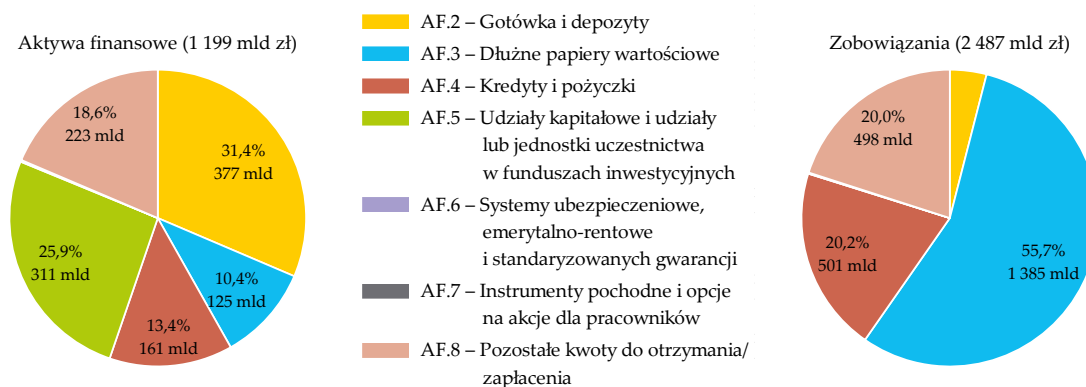 Aktywa finansowe (1 199 mld zł)
18,6%
223 mld
31,4%
377 mld
25,9%
311 mld
10,4%
125 mld
13,4%
161 mld
AF.2 – Gotówka i depozyty
AF.3 – Dłużne papiery wartościowe
AF.4 – Kredyty i pożyczki
AF.5 – Udziały kapitałowe i udziały
lub jednostki uczestnictwa
w funduszach inwestycyjnych
AF.6 – Systemy ubezpieczeniowe,
emerytalno-rentowe
i standaryzowanych gwarancji
AF.7 – Instrumenty pochodne i opcje
na akcje dla pracowników
AF.8 – Pozostałe kwoty do otrzymania/
zapłacenia
Zobowiązania (2 487 mld zł)
20,0%
498 mld
20,2%
501 mld
55,7%
1 385 mld